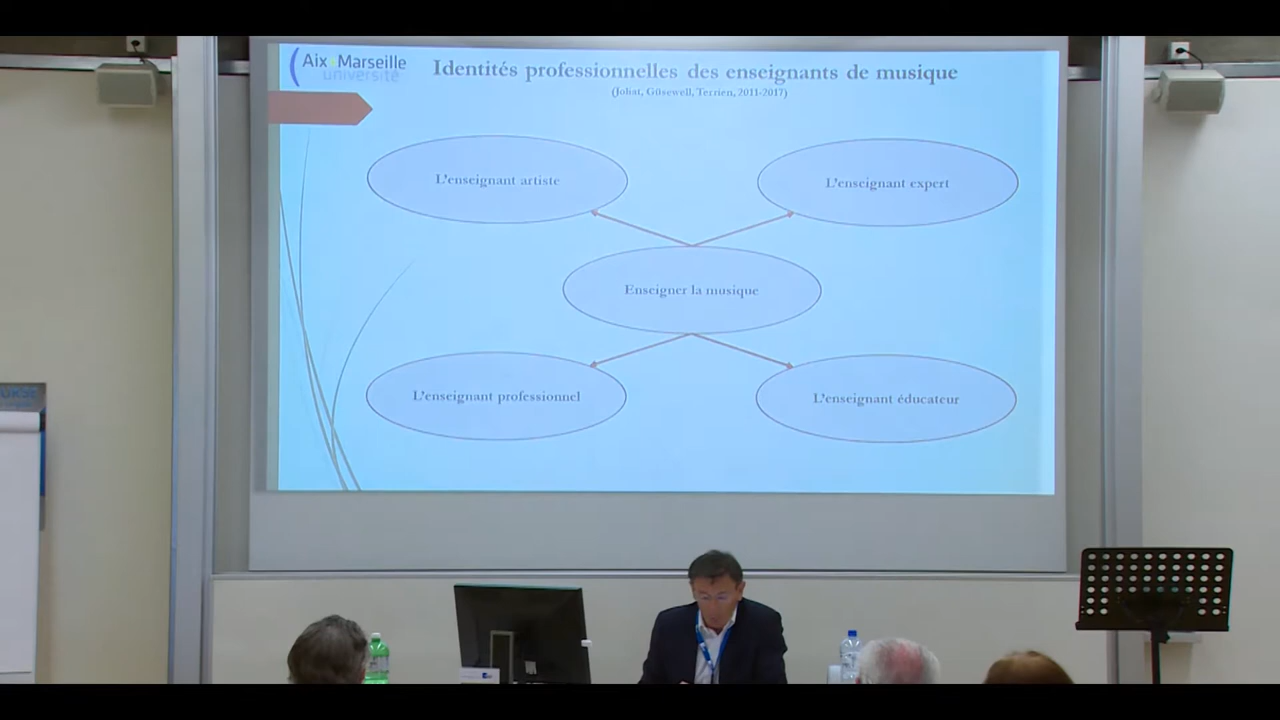 Aix Marseille
université
Identités professionnelles des enseignants de musique
(Jobat, Güsewell, Terrien, 2011-2017)
L'enseignant artiste
L'enseignant expert
Enseigner la musique
L'enseignant professionnel
L'enseignant éducateur